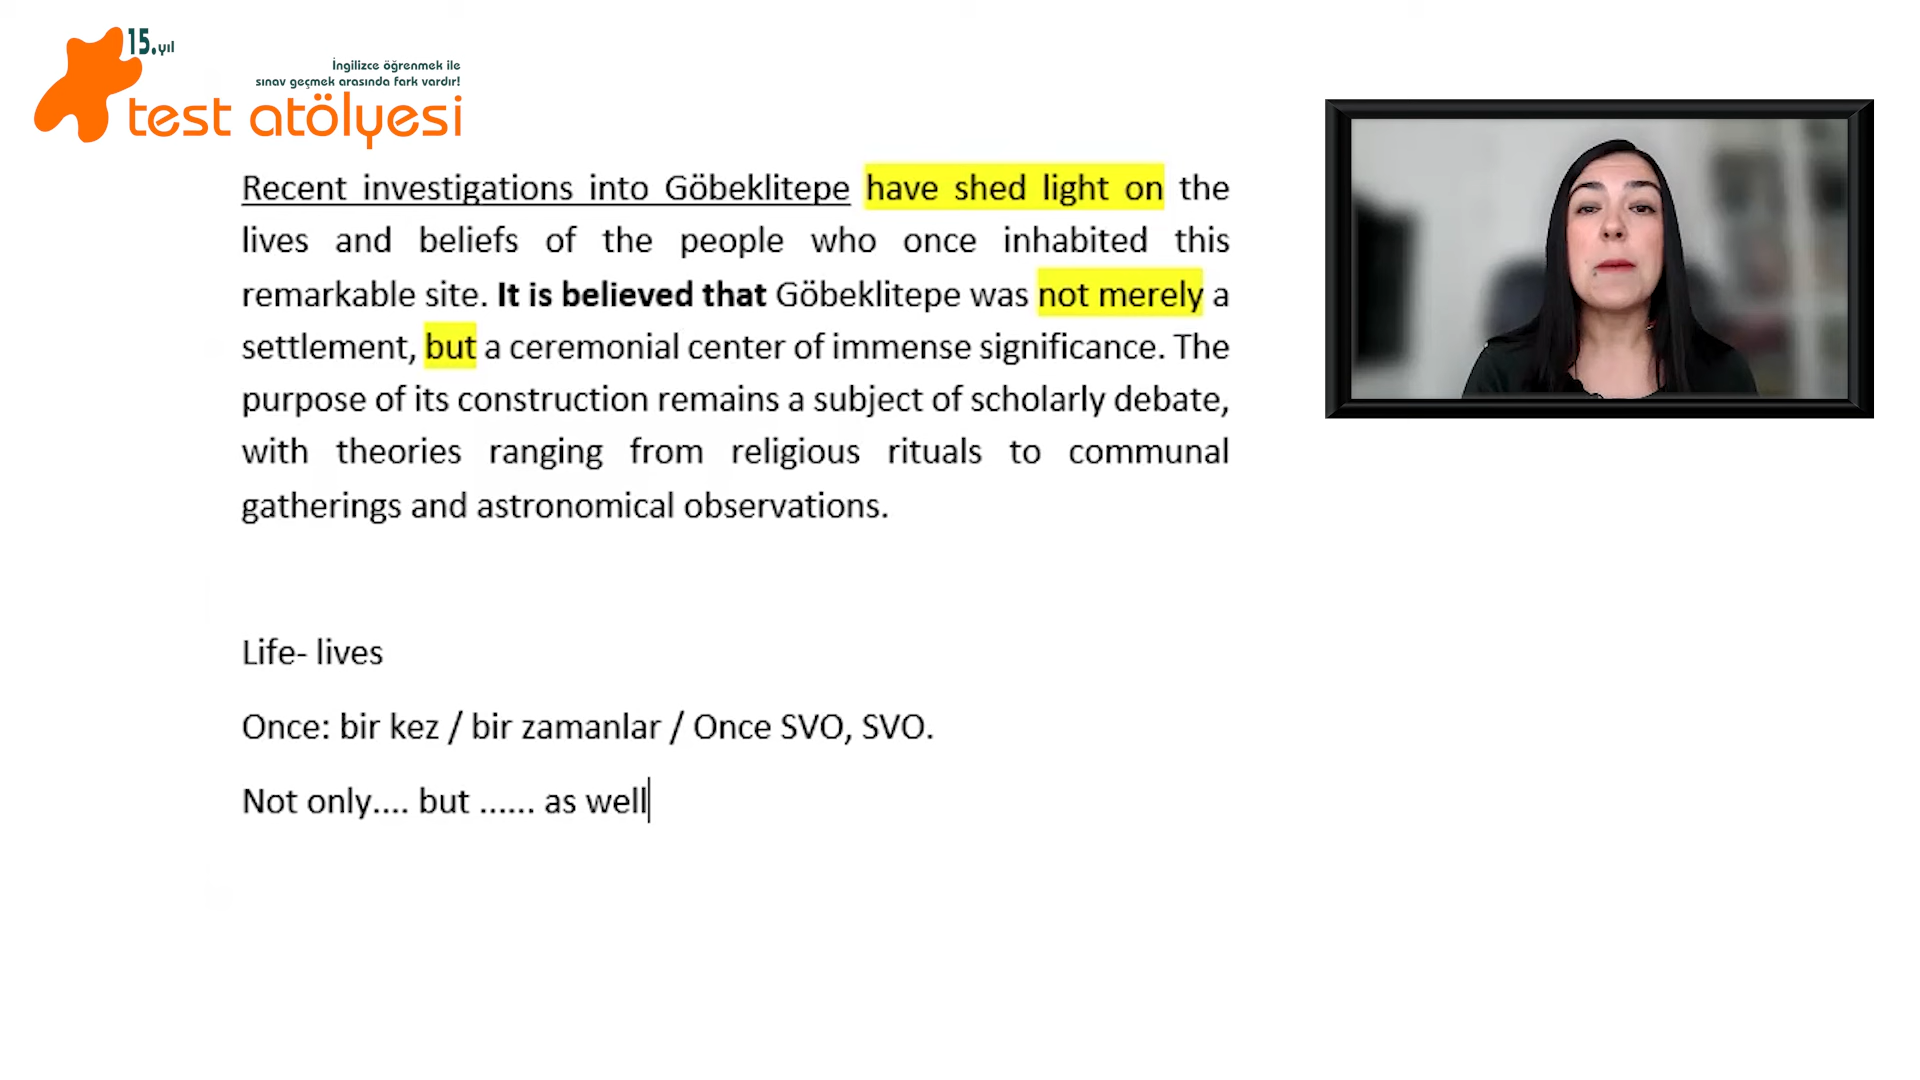 15.yıl
İngilizce öğrenmek ile
sınav geçmek arasında fark vardır!
test atölyesi
Recent investigations into Göbeklitepe have shed light on the
lives and beliefs of the people who once inhabited this
remarkable site. It is believed that Göbeklitepe was not merely a
settlement, but a ceremonial center of immense significance. The
purpose of its construction remains a subject of scholarly debate,
with theories ranging from religious rituals to communal
gatherings and astronomical observations.
Life- lives
Once: bir kez / bir zamanlar / Once SVO, SVO.
Not only.... but ...... as well